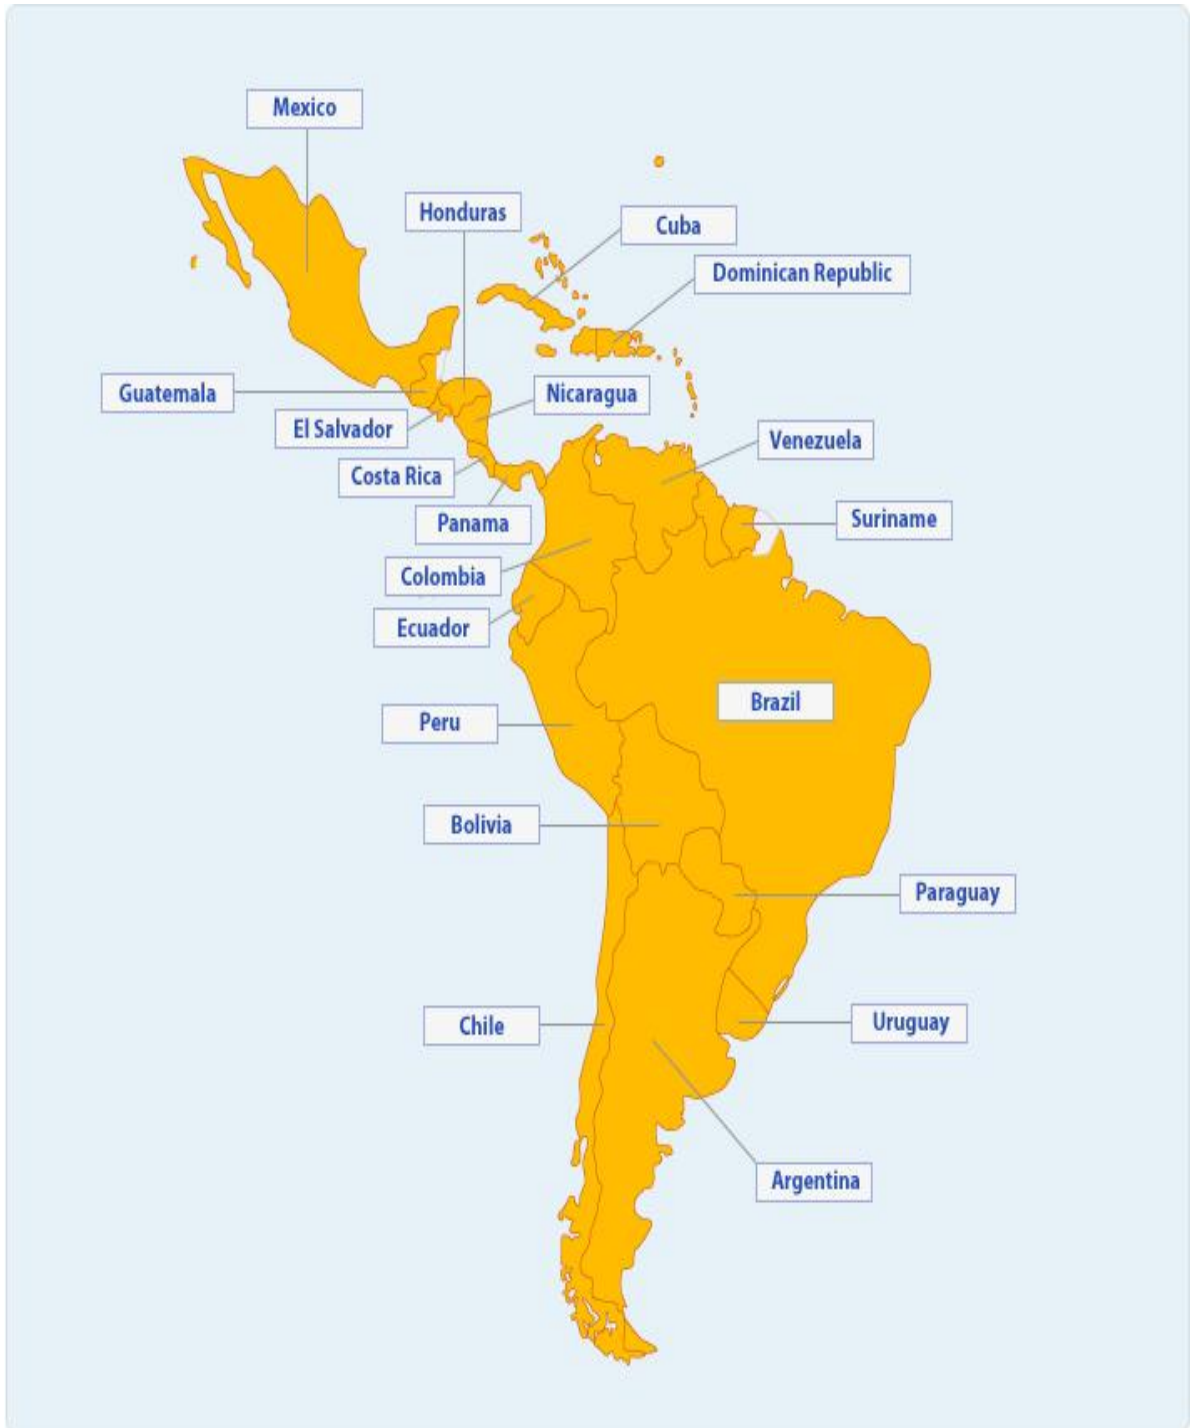 Mexico
Honduras
Cuba
Dominican Republic
Guatemala
Nicaragua
El Salvador
Venezuela
Costa Rica
Panama
Suriname
Colombia
Ecuador
Brazil
Peru
Bolivia
Paraguay
Chile
Uruguay
Argentina